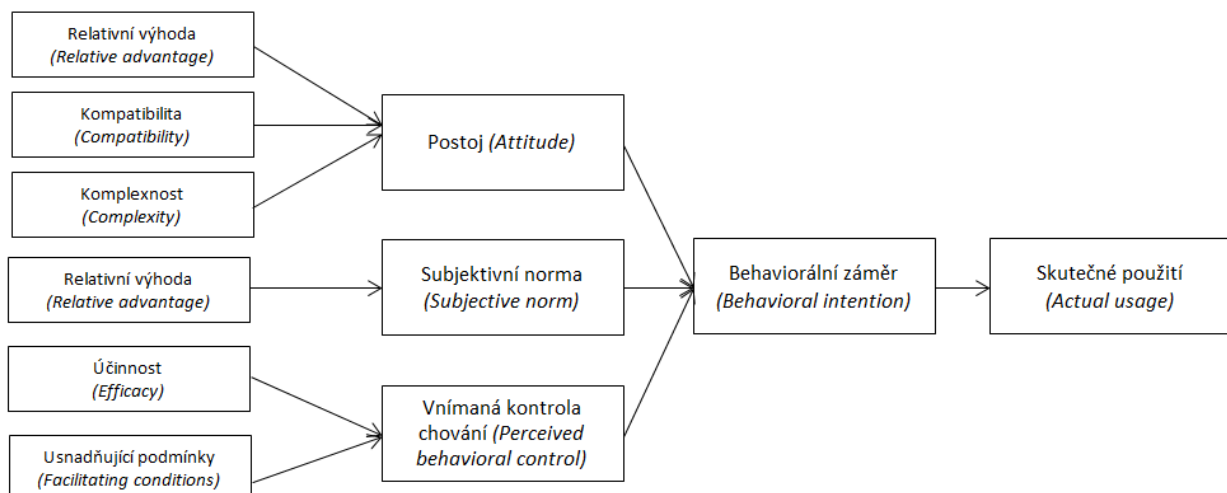 Relativní výhoda
(Relative advantage)
Kompatibilita
(Compatibility)
Komplexnost
(Complexity)
Relativní výhoda
(Relative advantage)
Účinnost
(Efficacy)
Usnadňující podmínky
(Facilitating conditions)
Postoj (Attitude)
Subjektivní norma
(Subjective norm)
Vnímaná kontrola
chování (Perceived
behavioral control)
Behaviorální záměr
(Behavioral intention)
Skutečné použití
(Actual usage)